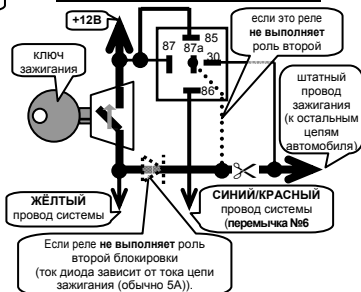 +12В
если это реле
не выполняет
роль второй
ключ
зажигания
85
87
87a
30
86
штатный
провод
зажигания
(к остальным
цепям
автомобиля)
ЖЁЛТЫЙ
провод системы
СИНИЙ/КРАСНЫЙ
провод системы
(перемычка №6
Если реле не выполняет роль
второй блокировки
(ток диода зависит от тока цепи
зажигания (обычно 5А)).